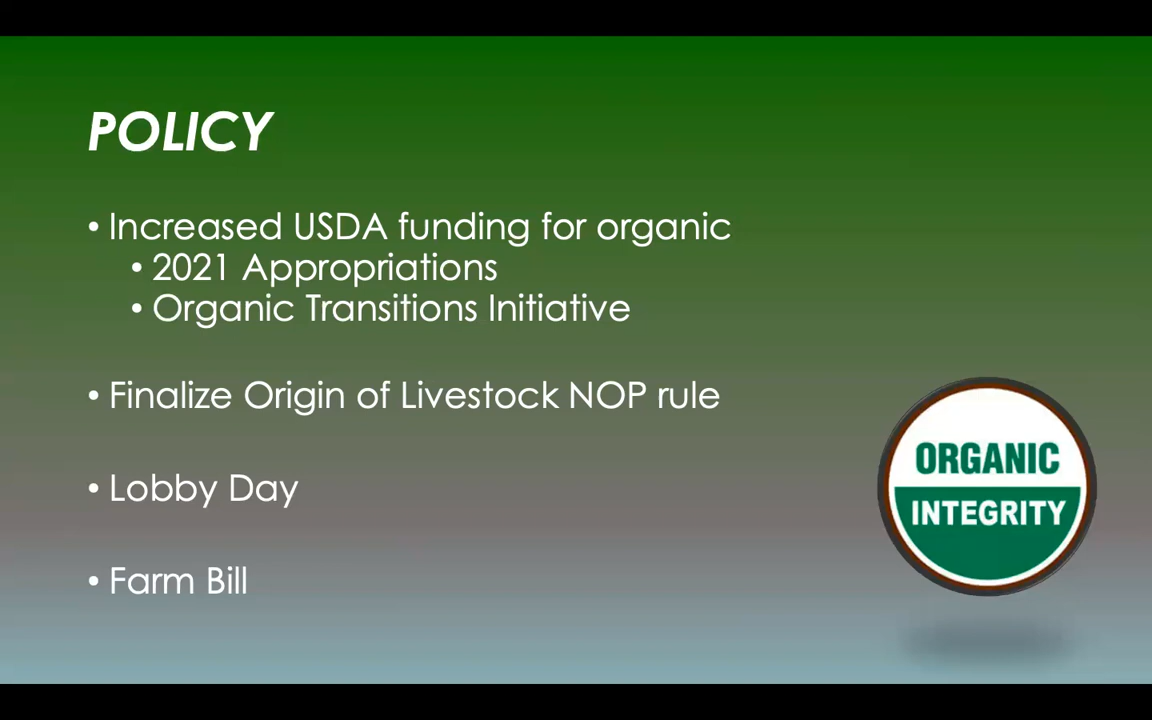 POLICY
• Increased USDA funding for organic
• 2021 Appropriations
• Organic Transitions Initiative
• Finalize Origin of Livestock NOP rule
• Lobby Day
• Farm Bill
ORGANIC
INTEGRITY